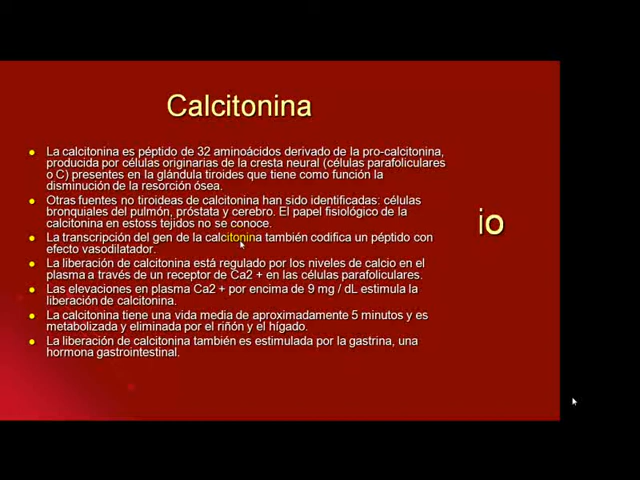 Calcitonina
La calcitonina es péptido de 32 aminoácidos derivado de la pro-calcitonina,
producida por células originarias de la cresta neural (células parafoliculares
o C) presentes en la glándula tiroides que tiene como función la
disminución de la resorción ósea.
Otras fuentes no tiroideas de calcitonina han sido identificadas: células
bronquiales del pulmón, próstata y cerebro. El papel fisiológico de la
calcitonina en estoss tejidos no se conoce.
La transcripción del gen de la calcitonina también codifica un péptido con
efecto vasodilatador.
La liberación de calcitonina está regulado por los niveles de calcio en el
plasma a través de un receptor de Ca2 + en las células parafoliculares.
Las elevaciones en plasma Ca2 + por encima de 9 mg / dL estimula la
liberación de calcitonina.
La calcitonina tiene una vida media de aproximadamente 5 minutos y es
metabolizada y eliminada por el riñón y el hígado.
La liberación de calcitonina también es estimulada por la gastrina, una
hormona gastrointestinal.
io